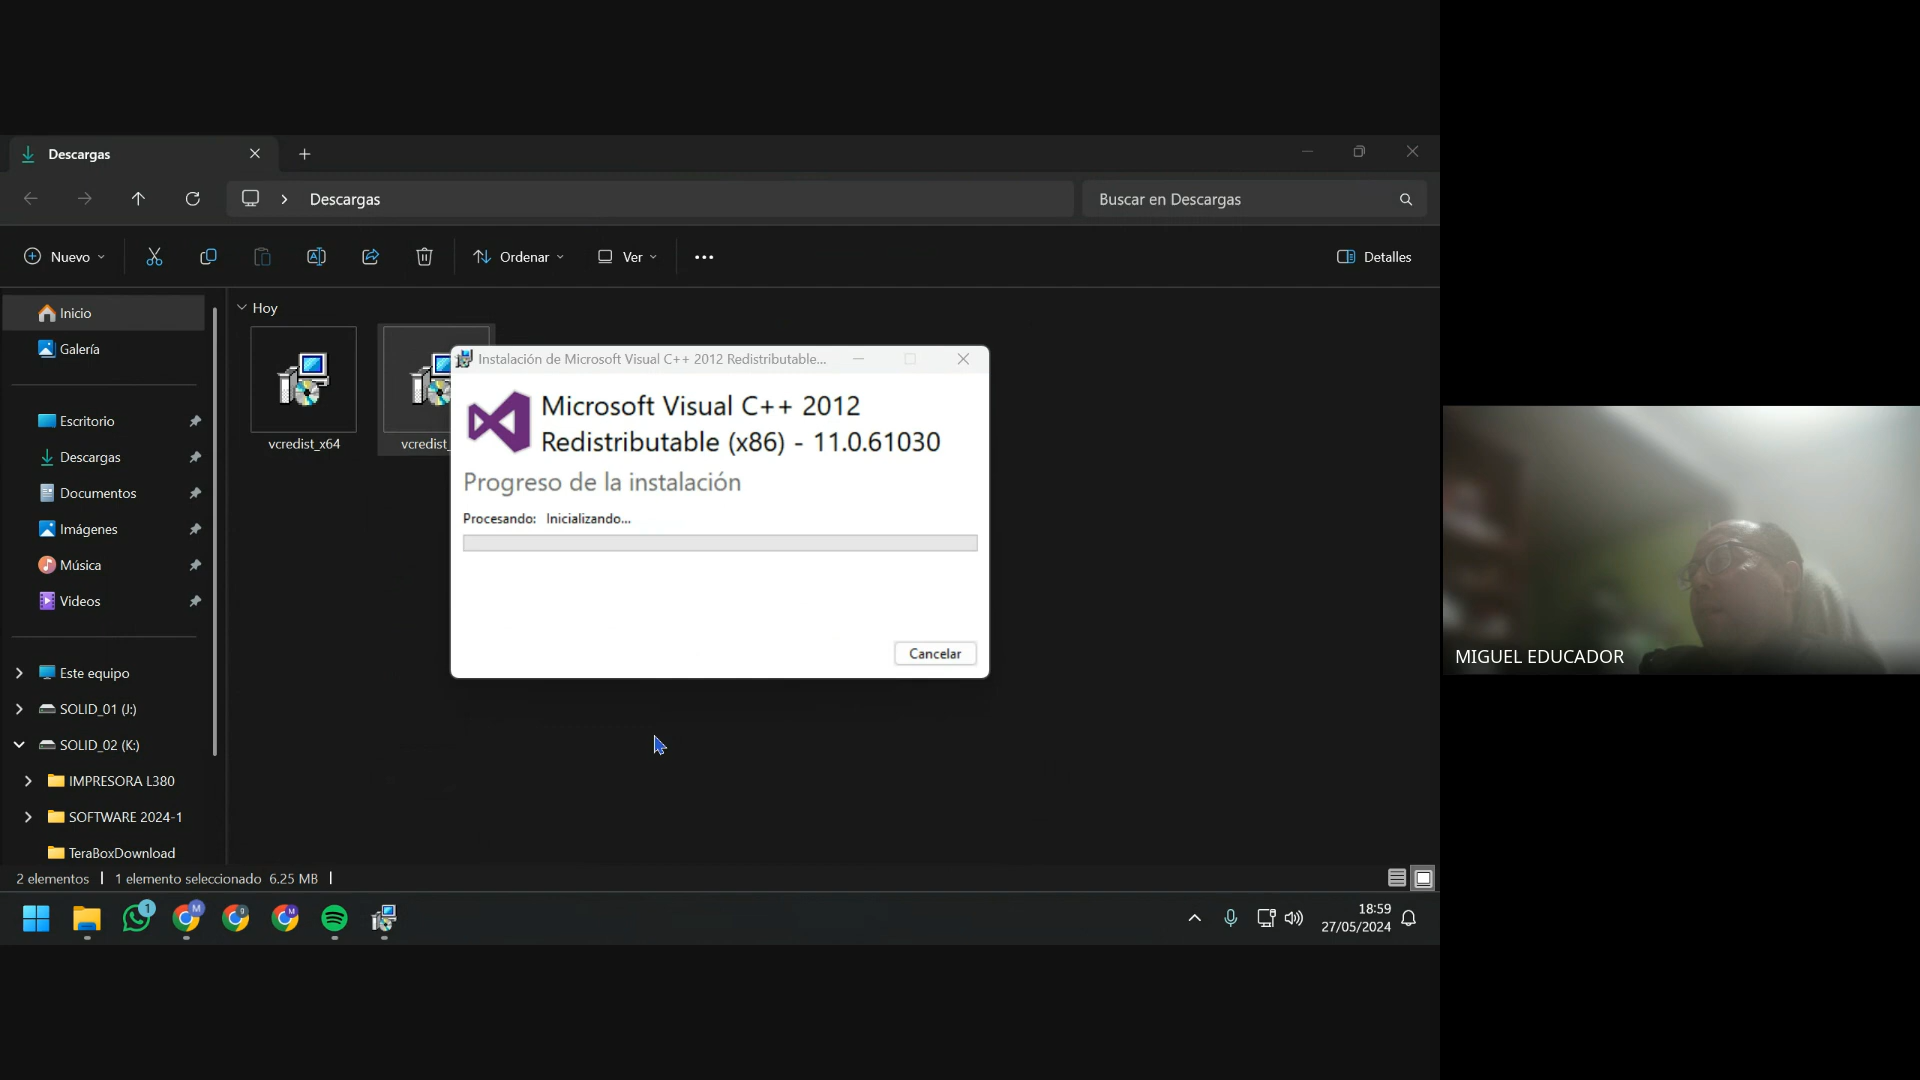 Descargas
Descargas
Buscar en Descargas
Nuevo
Ordenar
Ver
Detalles
Inicio
Galería
Escritorio
Descargas
Documentos
Imágenes
Música
Videos
Este equipo
SOLID_01 (J:)
SOLID_02 (K:)
IMPRESORA L380
SOFTWARE 2024-1
TeraBoxDownload
Hoy
vcredist_x64
vcredist_
Instalación de Microsoft Visual C++ 2012 Redistributable...
Microsoft Visual C++ 2012
Redistributable (x86) - 11.0.61030
Progreso de la instalación
Procesando: Inicializando...
Cancelar
2 elementos
1 elemento seleccionado 6.25 MB
1
M
9
M
18:59
27/05/2024
MIGUEL EDUCADOR